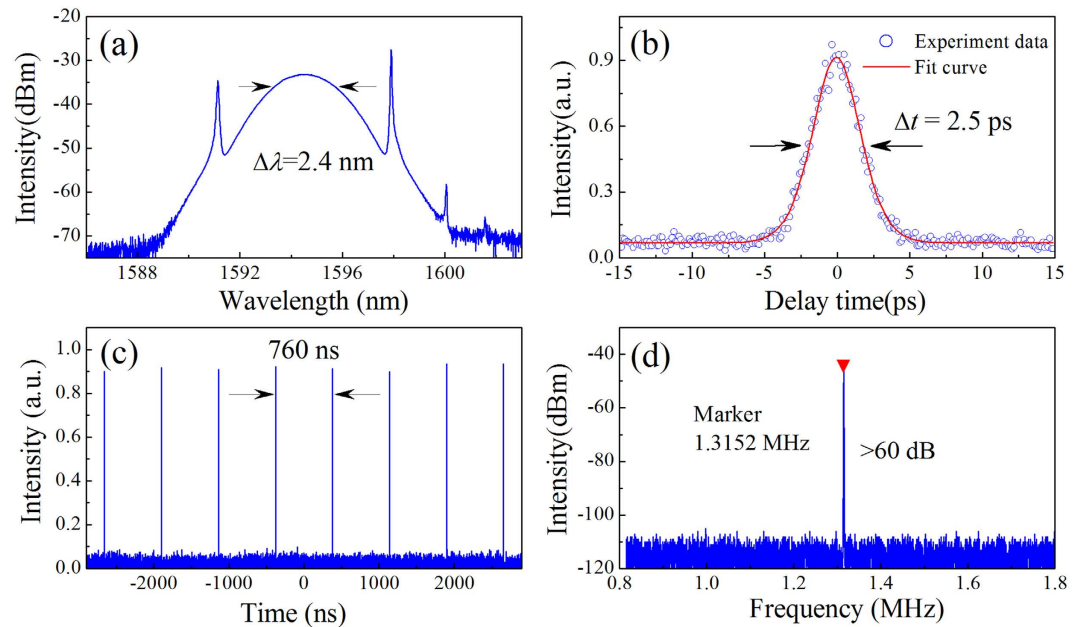 (a)
Intensity(dBm)
-20
-30
-40
-50
-60
-70
Δλ=2.4 nm
1588
1592
1596
1600
Wavelength (nm)
(b)
Experiment data
Fit curve
Intensity(a.u.)
0.9
0.6
0.3
0.0
Δt = 2.5 ps
-15
-10
-5
0
5
10
15
Delay time(ps)
(c)
760 ns
Intensity (a.u.)
1.0
0.8
0.6
0.4
0.2
0.0
-2000
-1000
0
1000
2000
Time (ns)
(d)
Intensity(dBm)
-40
-60
-80
-100
-120
Marker
1.3152 MHz
>60 dB
0.8
1.0
1.2
1.4
1.6
1.8
Frequency (MHz)